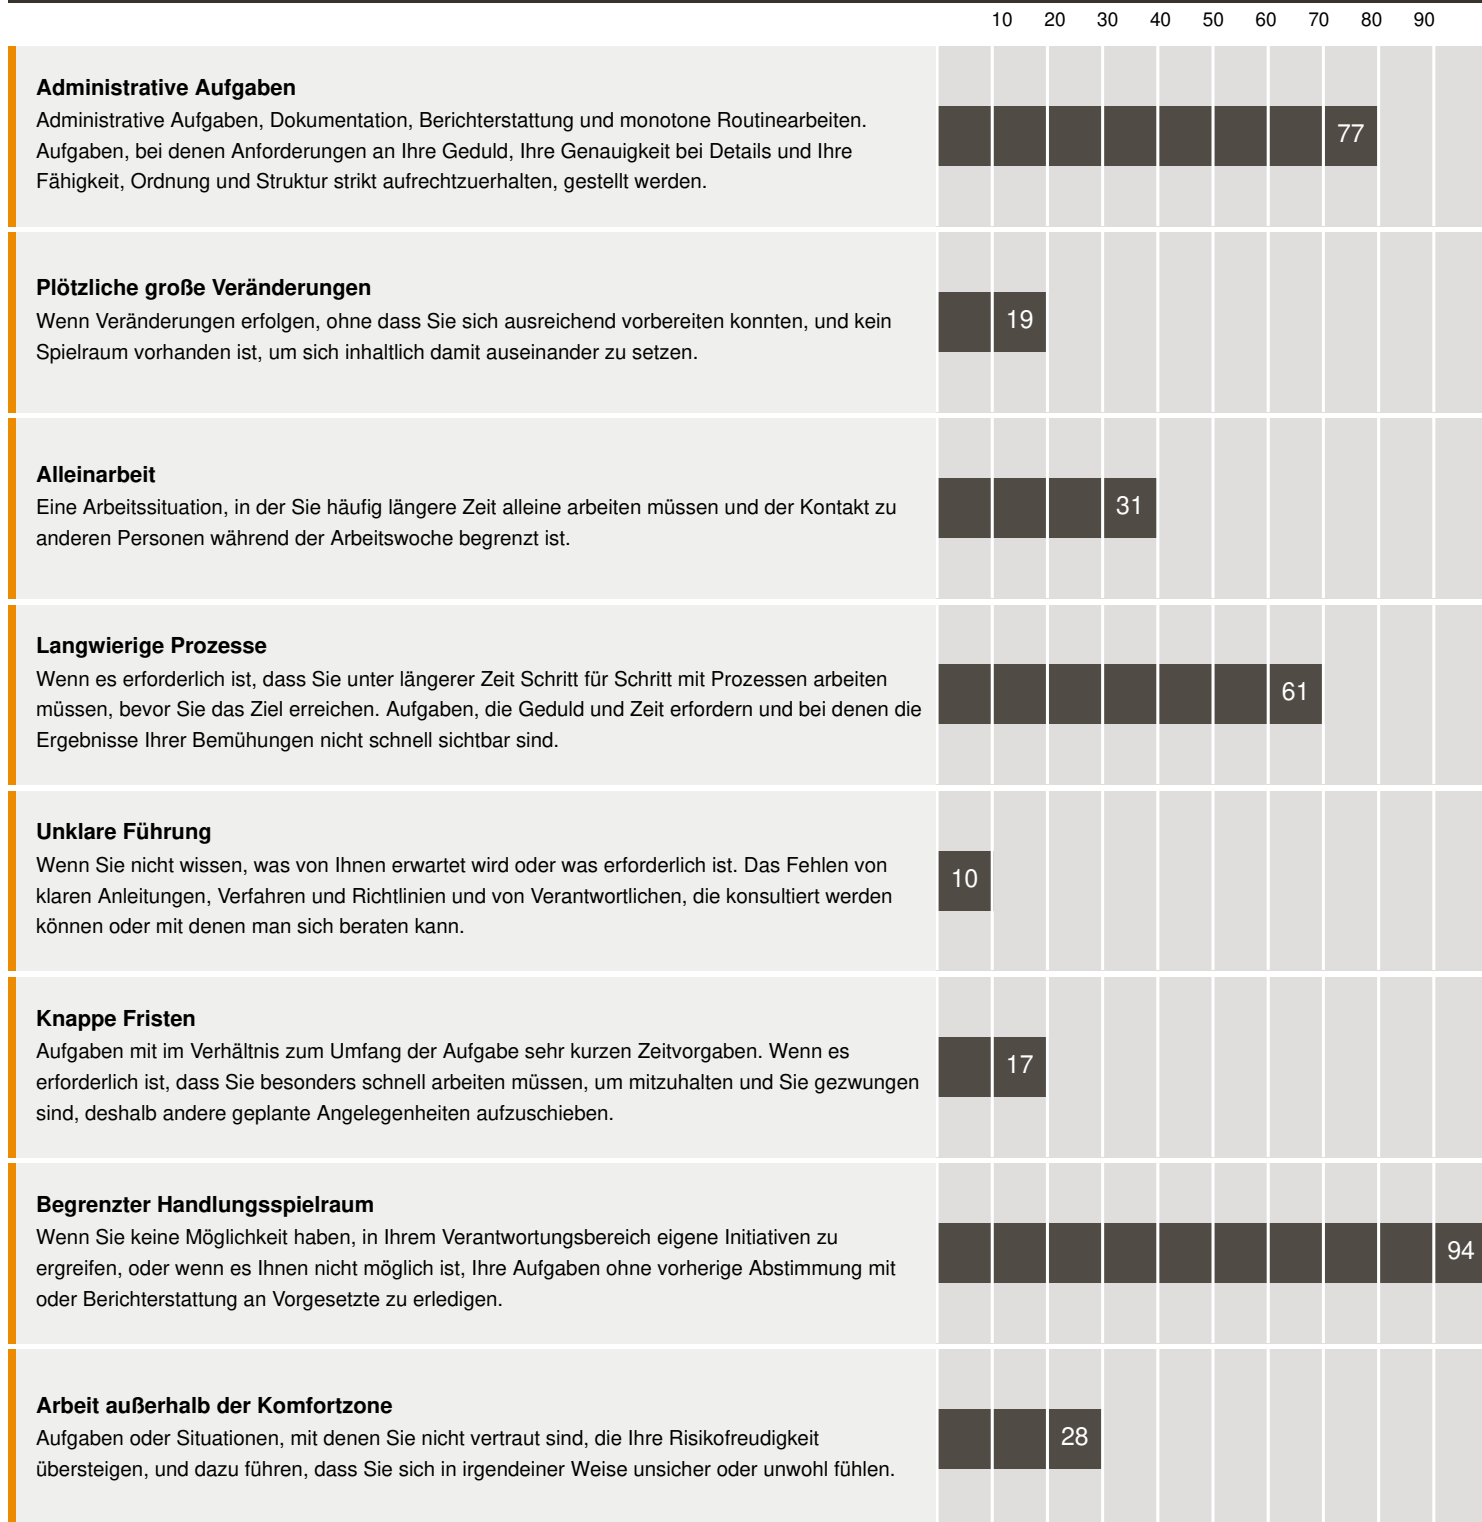 10 20 30 40 50 60 70 80 90
Administrative Aufgaben
Administrative Aufgaben, Dokumentation, Berichterstattung und monotone Routinearbeiten.
Aufgaben, bei denen Anforderungen an Ihre Geduld, Ihre Genauigkeit bei Details und Ihre
Fähigkeit, Ordnung und Struktur strikt aufrechtzuerhalten, gestellt werden.
77
Plötzliche große Veränderungen
Wenn Veränderungen erfolgen, ohne dass Sie sich ausreichend vorbereiten konnten, und kein
Spielraum vorhanden ist, um sich inhaltlich damit auseinander zu setzen.
19
Alleinarbeit
Eine Arbeitssituation, in der Sie häufig längere Zeit alleine arbeiten müssen und der Kontakt zu
anderen Personen während der Arbeitswoche begrenzt ist.
31
Langwierige Prozesse
Wenn es erforderlich ist, dass Sie unter längerer Zeit Schritt für Schritt mit Prozessen arbeiten
müssen, bevor Sie das Ziel erreichen. Aufgaben, die Geduld und Zeit erfordern und bei denen die
Ergebnisse Ihrer Bemühungen nicht schnell sichtbar sind.
61
Unklare Führung
Wenn Sie nicht wissen, was von Ihnen erwartet wird oder was erforderlich ist. Das Fehlen von
klaren Anleitungen, Verfahren und Richtlinien und von Verantwortlichen, die konsultiert werden
können oder mit denen man sich beraten kann.
10
Knappe Fristen
Aufgaben mit im Verhältnis zum Umfang der Aufgabe sehr kurzen Zeitvorgaben. Wenn es
erforderlich ist, dass Sie besonders schnell arbeiten müssen, um mitzuhalten und Sie gezwungen
sind, deshalb andere geplante Angelegenheiten aufzuschieben.
17
Begrenzter Handlungsspielraum
Wenn Sie keine Möglichkeit haben, in Ihrem Verantwortungsbereich eigene Initiativen zu
ergreifen, oder wenn es Ihnen nicht möglich ist, Ihre Aufgaben ohne vorherige Abstimmung mit
oder Berichterstattung an Vorgesetzte zu erledigen.
94
Arbeit außerhalb der Komfortzone
Aufgaben oder Situationen, mit denen Sie nicht vertraut sind, die Ihre Risikofreudigkeit
übersteigen, und dazu führen, dass Sie sich in irgendeiner Weise unsicher oder unwohl fühlen.
28